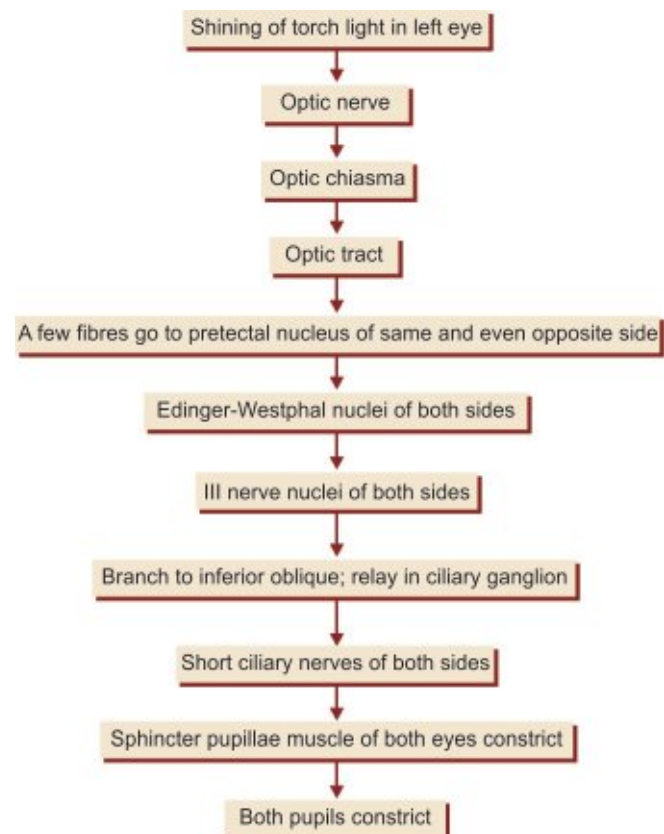 Shining of torch light in left eye
Optic nerve
Optic chiasma
Optic tract
A few fibres go to pretectal nucleus of same and even opposite side
Edinger-Westphal nuclei of both sides
III nerve nuclei of both sides
Branch to inferior oblique; relay in ciliary ganglion
Short ciliary nerves of both sides
Sphincter pupillae muscle of both eyes constrict
Both pupils constrict